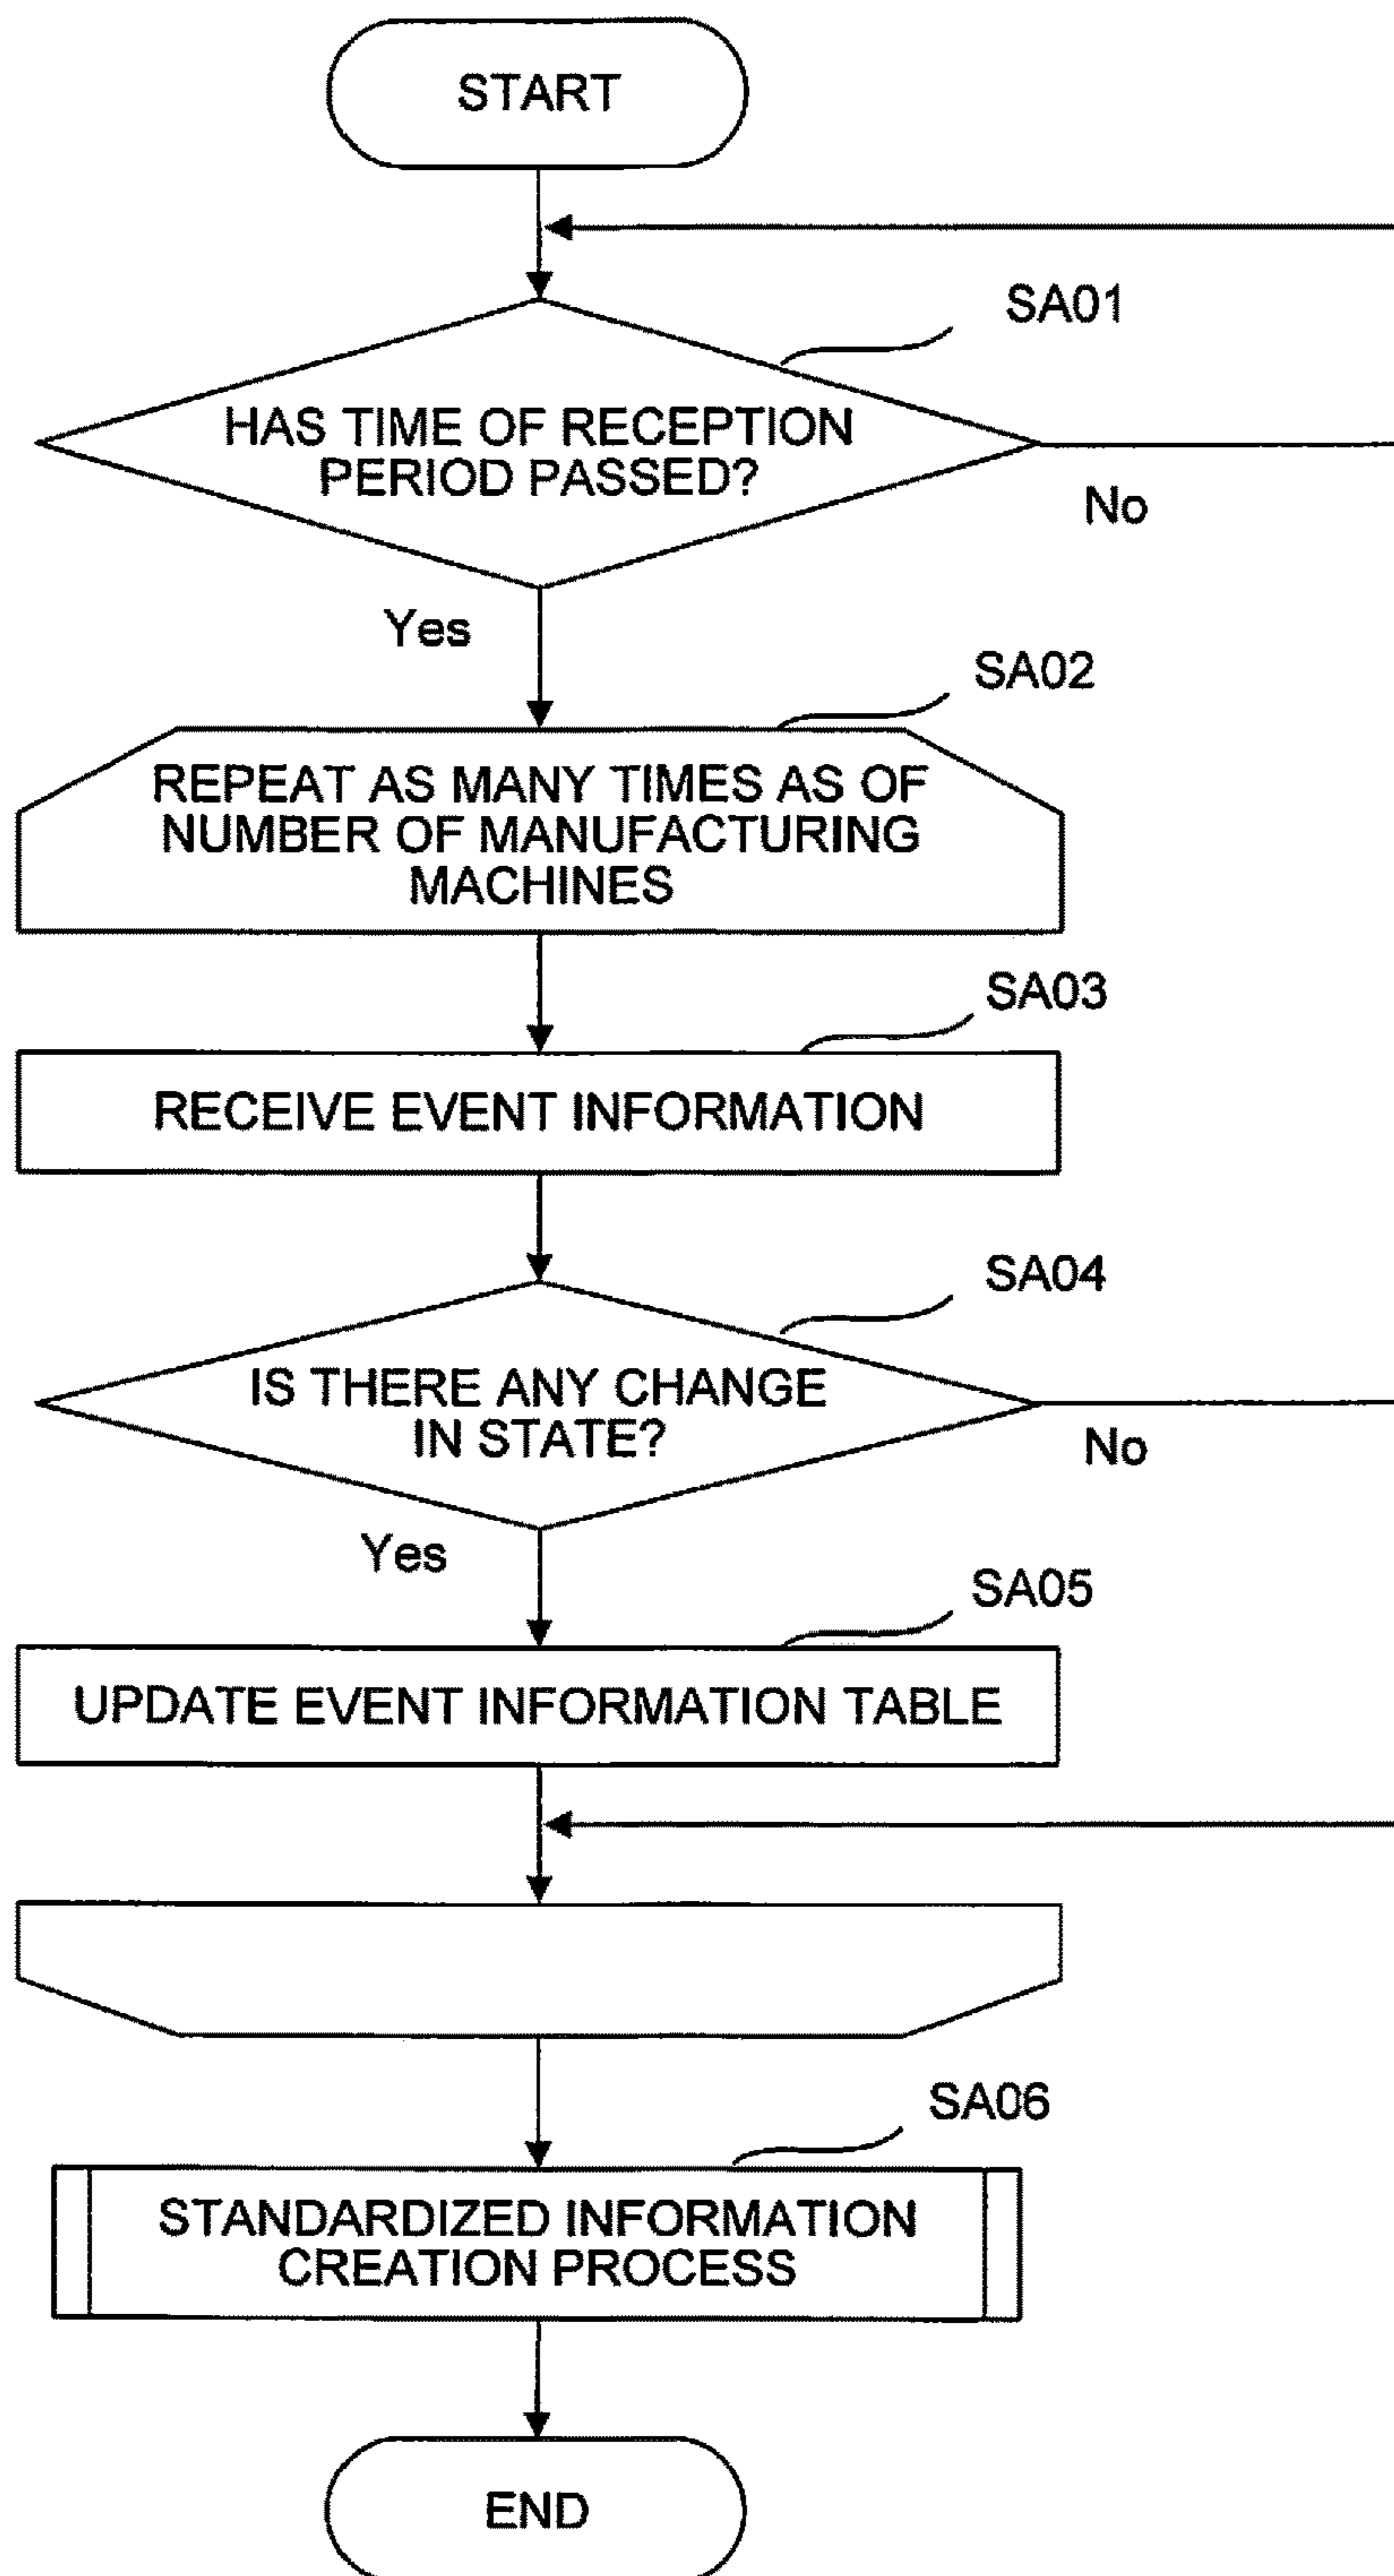 START
SA01
HAS TIME OF RECEPTION
PERIOD PASSED?
No
Yes
SA02
REPEAT AS MANY TIMES AS OF
NUMBER OF MANUFACTURING
MACHINES
SA03
RECEIVE EVENT INFORMATION
SA04
IS THERE ANY CHANGE
IN STATE?
No
Yes
SA05
UPDATE EVENT INFORMATION TABLE
SA06
STANDARDIZED INFORMATION
CREATION PROCESS
END